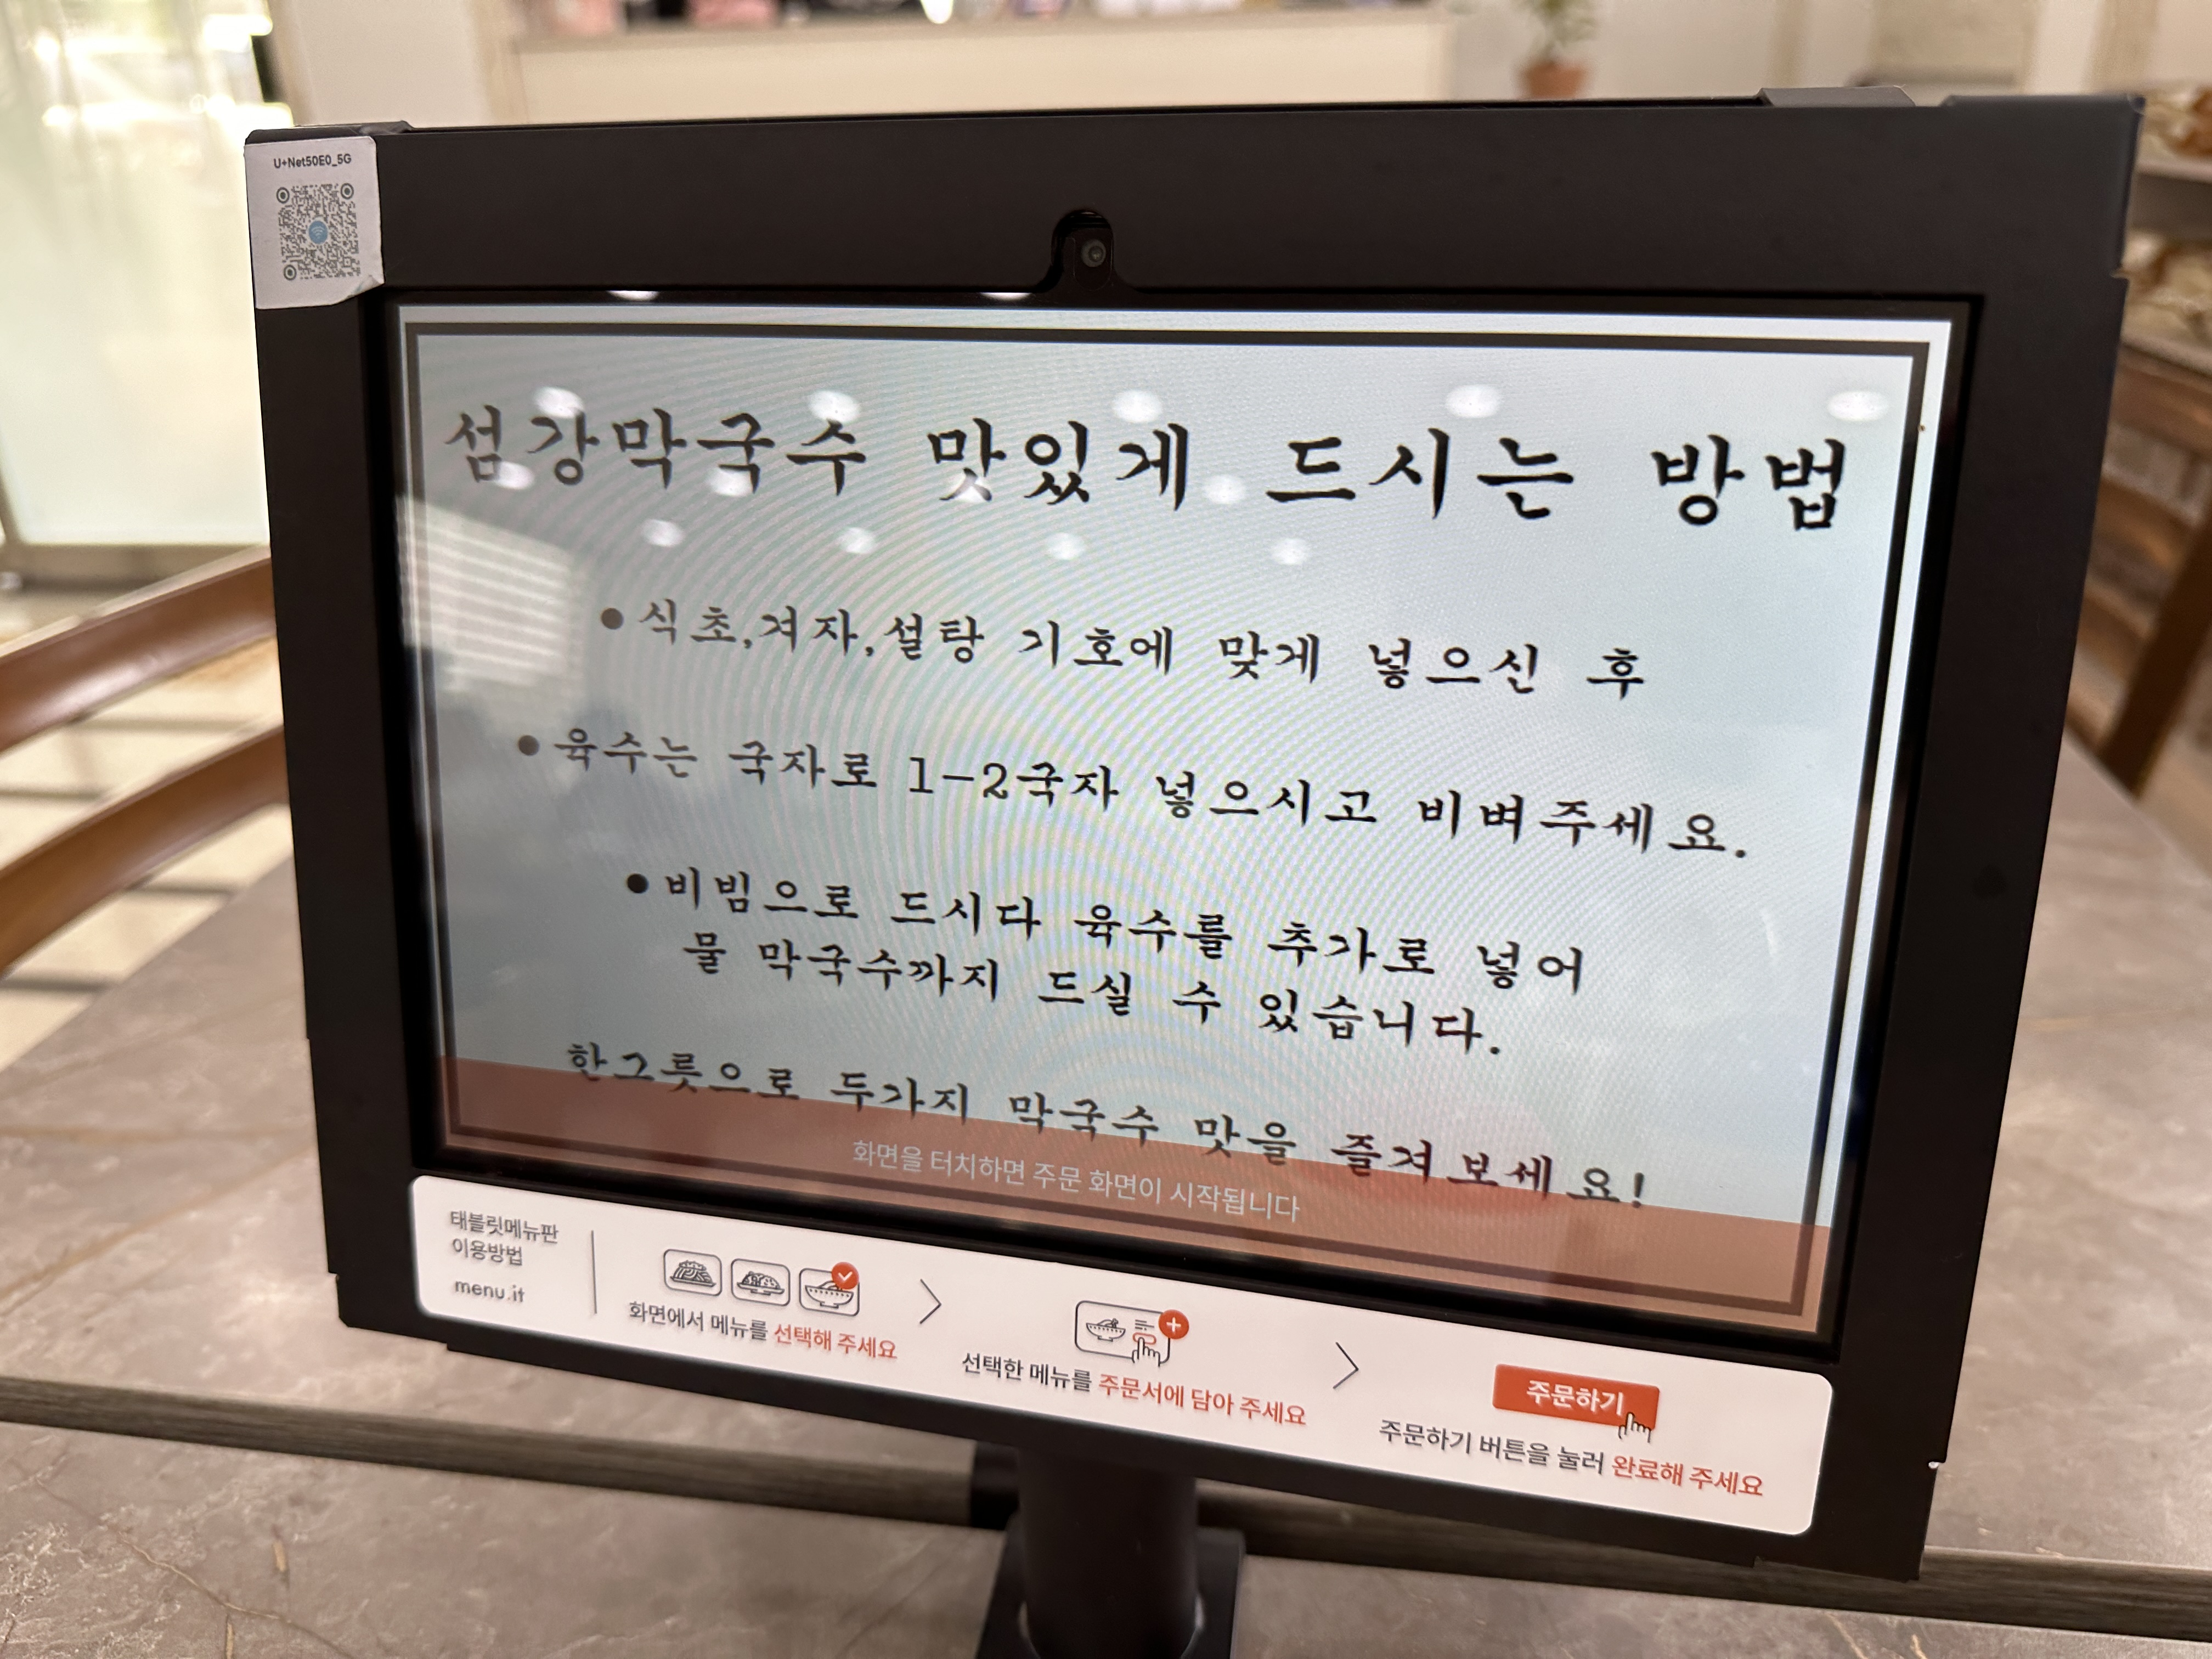 U+Net50E0_5G
섬강막국수 맛있게 드시는 방법
●식초,겨자,설탕 기호에 맞게 넣으신 후
●육수는 국자로 1-2국자 넣으시고 비벼주세요.
●비빔으로 드시다 육수를 추가로 넣어
물 막국수까지 드실 수 있습니다.
한그릇으로 두가지 막국수 맛을 즐겨보세요!
화면을 터치하면 주문 화면이 시작됩니다
태블릿메뉴판
이용방법
menu.it
화면에서 메뉴를 선택해 주세요
선택한 메뉴를 주문서에 담아 주세요
주문하기
주문하기 버튼을 눌러 완료해 주세요